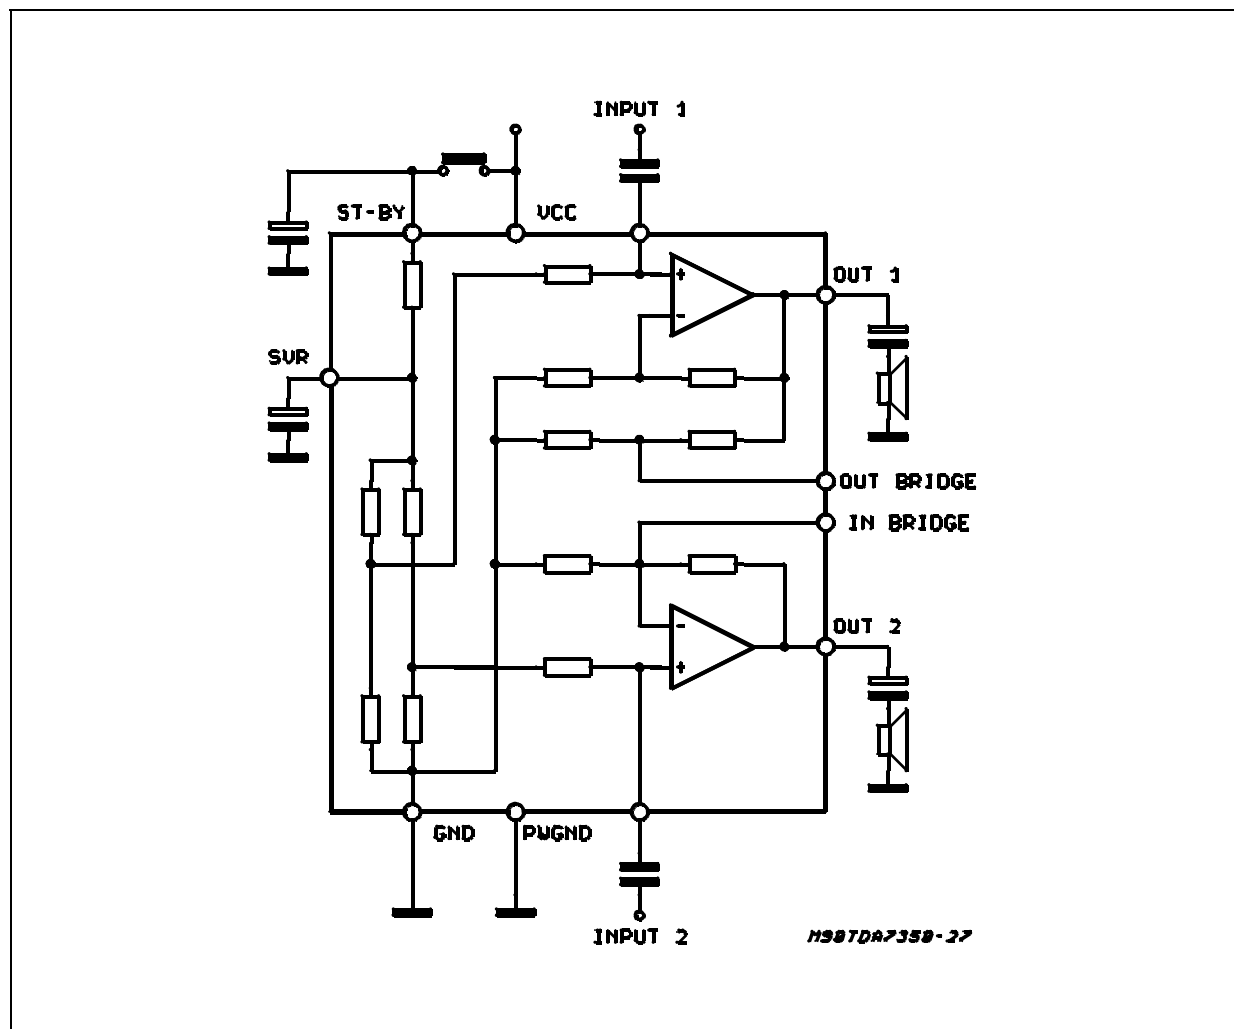 INPUT 1
ST-BY
VCC
+
OUT 1
-
SVR
OUT BRIDGE
IN BRIDGE
-
OUT 2
+
GND
PWGND
INPUT 2
M90TDA7350-27